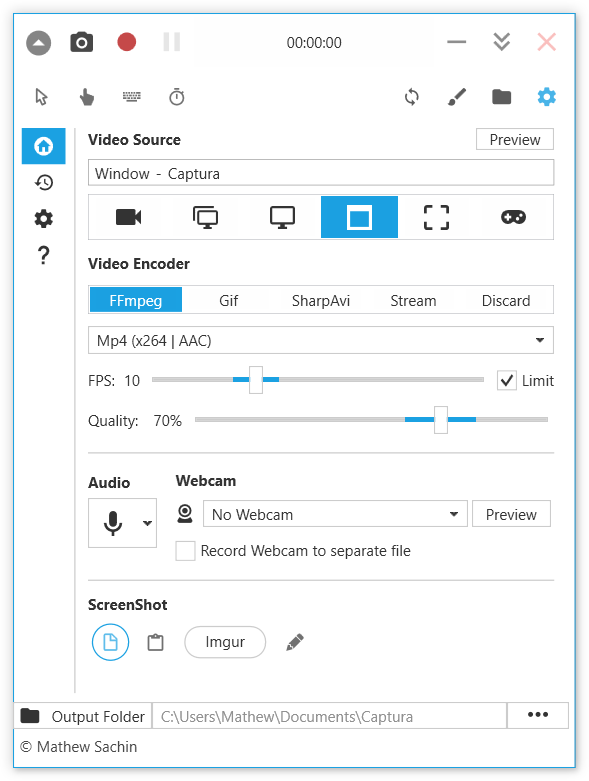 00:00:00
Video Source
Preview
Window - Captura
Video Encoder
FFmpeg Gif SharpAvi Stream Discard
Mp4 (x264 | AAC)
FPS: 10 Limit
Quality: 70%
Audio
Webcam
No Webcam
Preview
Record Webcam to separate file
ScreenShot
Imgur
Output Folder C:\Users\Mathew\Documents\Captura •••
© Mathew Sachin